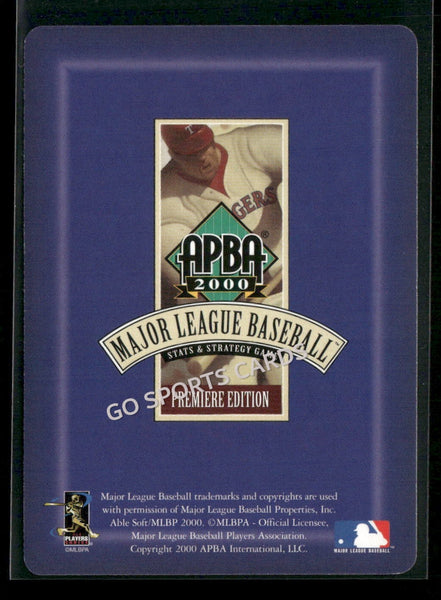 T
GERS
APBA®
2000
MAJOR LEAGUE BASEBALL™
STATS & STRATEGY GAME
GO SPORTS CARDS
PREMIERE EDITION
Major League Baseball trademarks and copyrights are used
with permission of Major League Baseball Properties, Inc.
Able Soft/MLBP 2000. ©MLBPA - Official Licensee,
Major League Baseball Players Association.
Copyright 2000 APBA International, LLC.
PLAYERS
CHOICE
©MLBPA
MAJOR LEAGUE BASEBALL